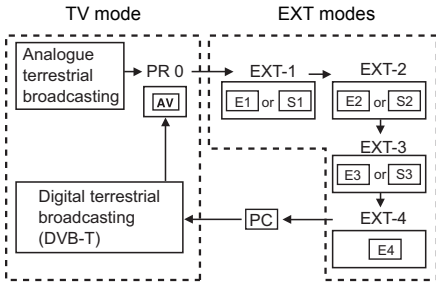 TV mode
EXT modes
Analogue
terrestrial
broadcasting
PR 0
AV
EXT-1
E1 or S1
EXT-2
E2 or S2
EXT-3
E3 or S3
EXT-4
E4
PC
Digital terrestrial
broadcasting
(DVB-T)